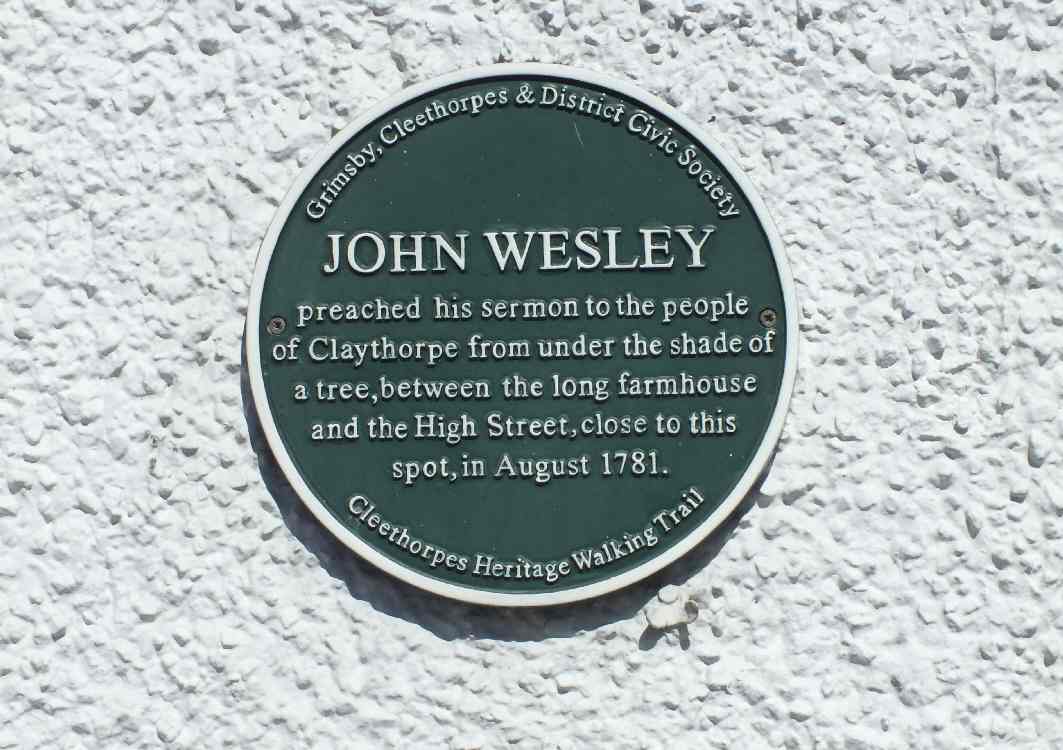 Grimsby, Cleethorpes & District Civic Society
JOHN WESLEY
preached his sermon to the people
of Claythorpe from under the shade of
a tree, between the long farmhouse
and the High Street, close to this
spot, in August 1781.
Cleethorpes Heritage Walking Trail